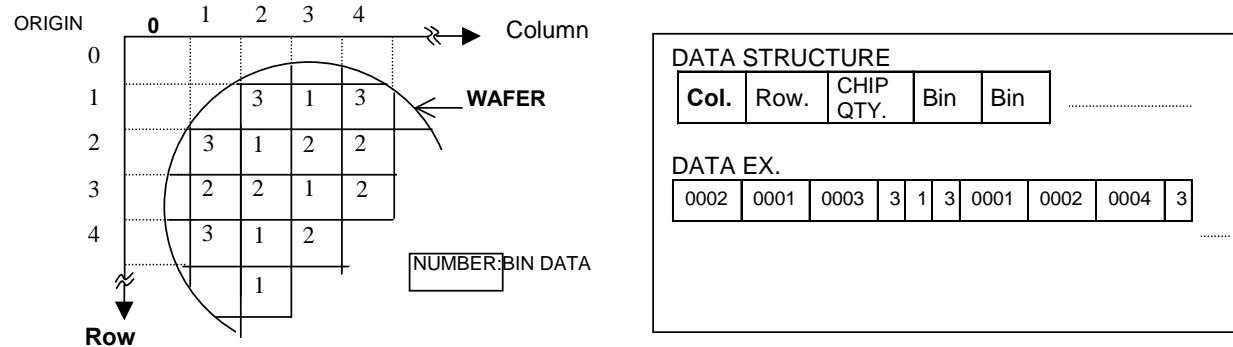 ORIGIN 0 1 2 3 4 Column
0
1 3 1 3 WAFER
2 3 1 2 2
3 2 2 1 2
4 3 1 2
NUMBER:BIN DATA
1
Row
DATA STRUCTURE
Col. Row. CHIP QTY. Bin Bin ..............................
DATA EX.
0002 0001 0003 3 1 3 0001 0002 0004 3
.........